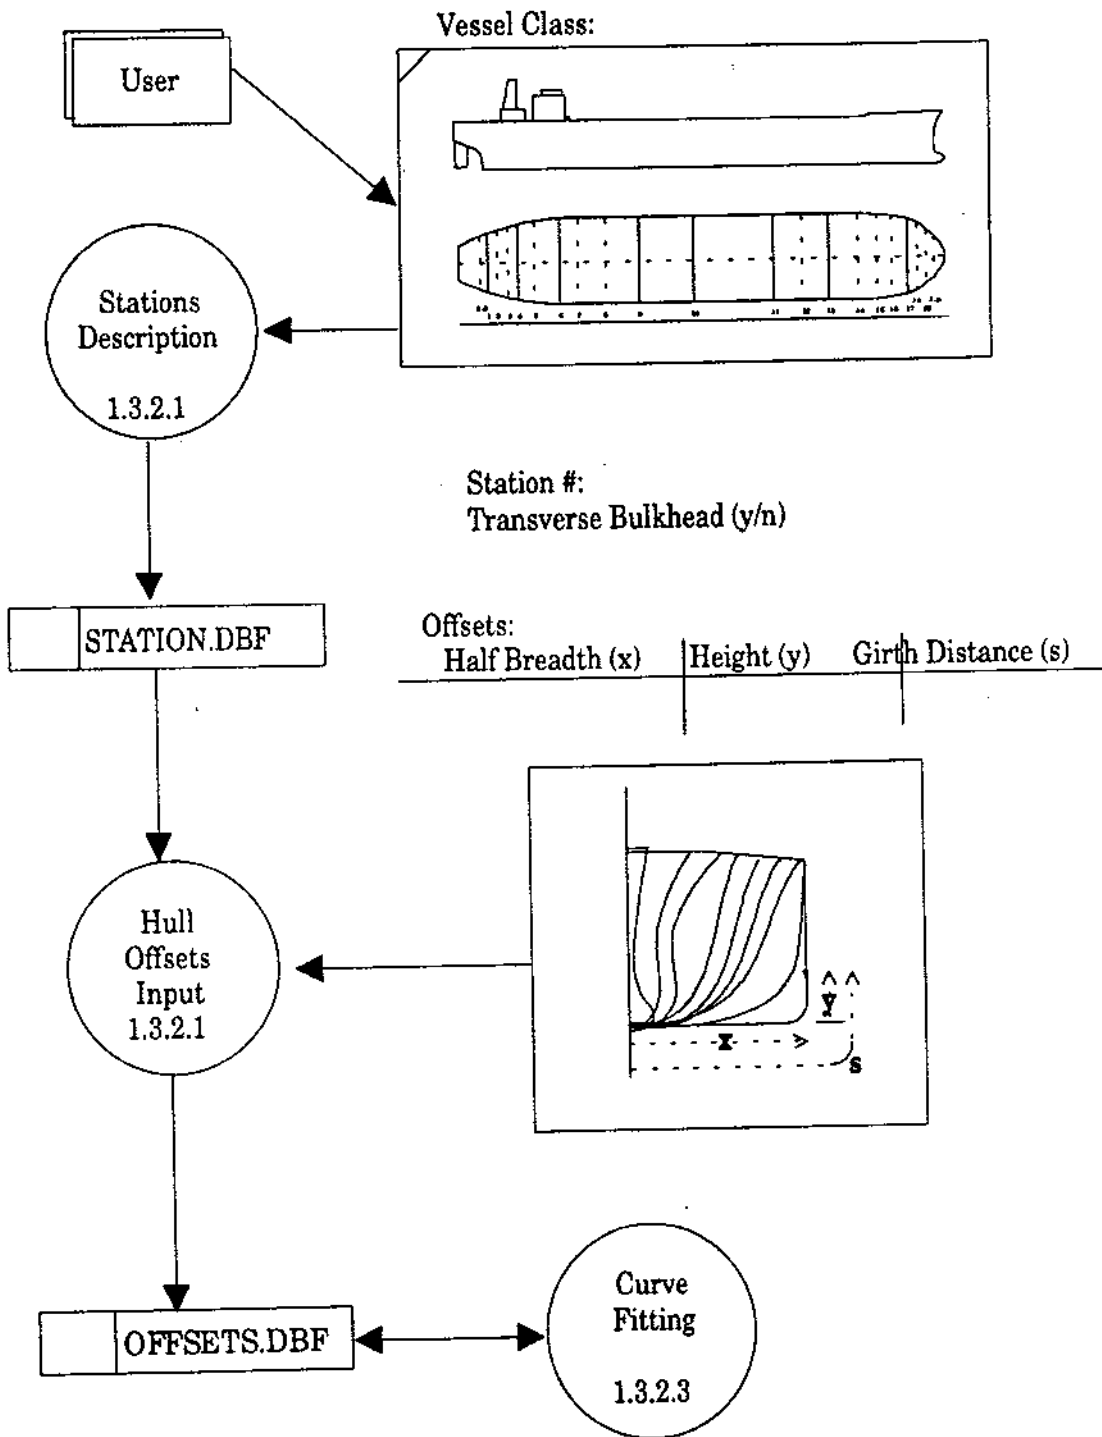 Vessel Class:
User
Stations
Description
1.3.2.1
Station #:
Transverse Bulkhead (y/n)
STATION.DBF
Offsets:
Half Breadth (x) Height (y) Girth Distance (s)
Hull
Offsets
Input
1.3.2.1
Y
X
s
OFFSETS.DBF
Curve
Fitting
1.3.2.3